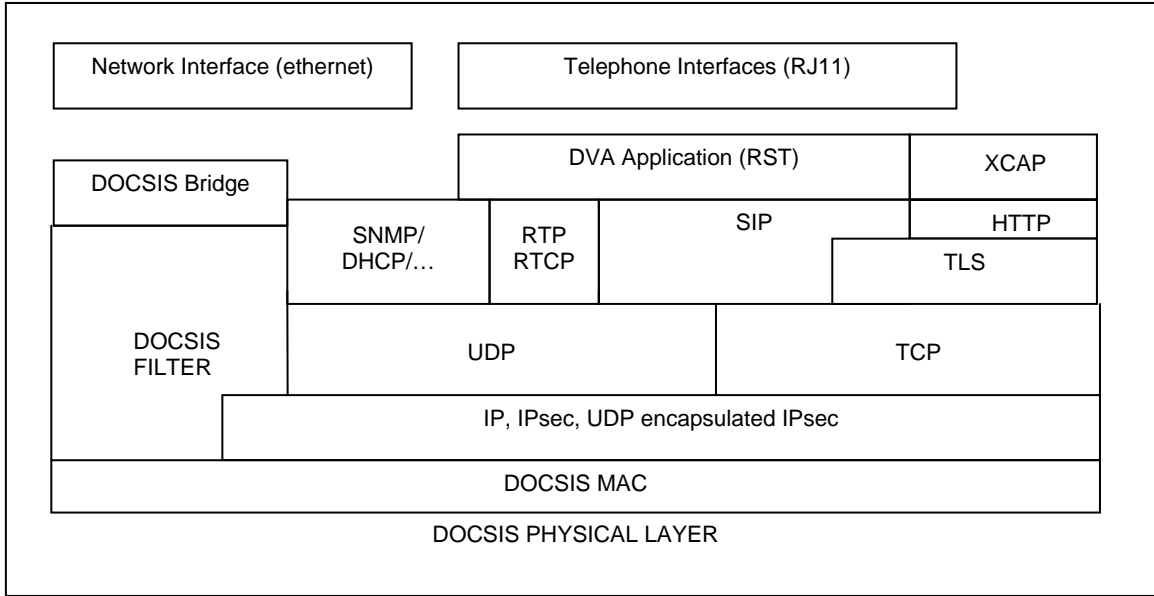 Network Interface (ethernet)
Telephone Interfaces (RJ11)
DVA Application (RST)
XCAP
DOCSIS Bridge
SNMP/
DHCP/…
RTP
RTCP
SIP
HTTP
TLS
DOCSIS
FILTER
UDP
TCP
IP, IPsec, UDP encapsulated IPsec
DOCSIS MAC
DOCSIS PHYSICAL LAYER